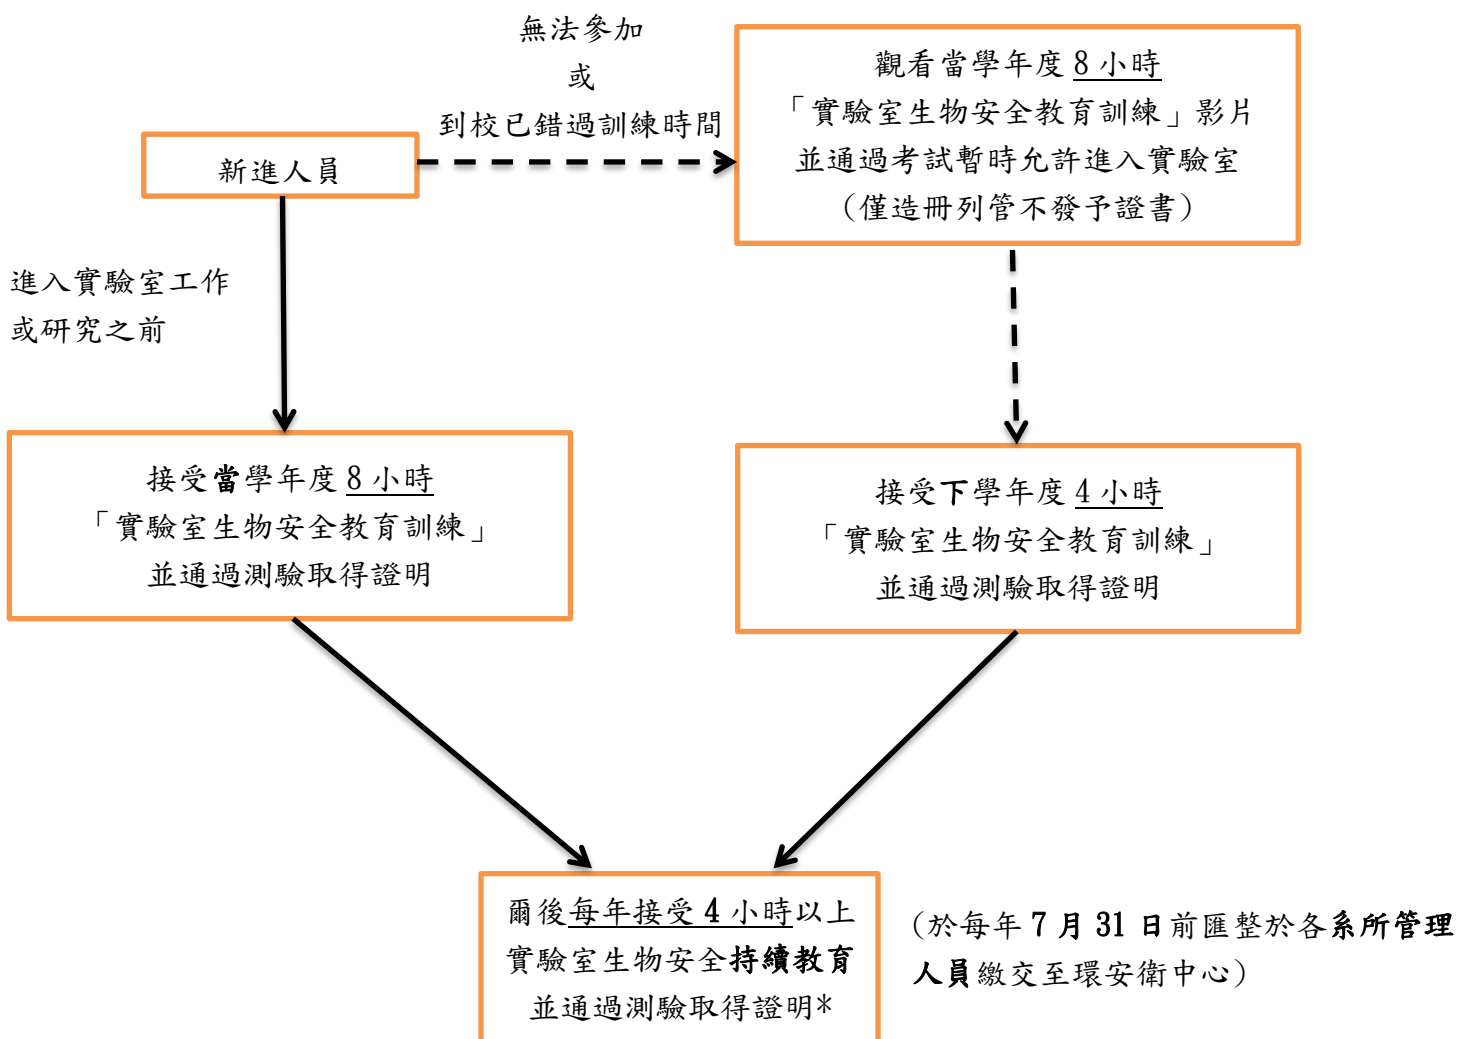 無法參加
或
到校已錯過訓練時間
觀看當學年度 8 小時
「實驗室生物安全教育訓練」影片
並通過考試暫時允許進入實驗室
(僅造冊列管不發予證書)
新進人員
進入實驗室工作
或研究之前
接受當學年度 8 小時
「實驗室生物安全教育訓練」
並通過測驗取得證明
接受下學年度 4 小時
「實驗室生物安全教育訓練」
並通過測驗取得證明
爾後每年接受 4 小時以上
實驗室生物安全持續教育
並通過測驗取得證明*
(於每年 7 月 31 日前匯整於各系所管理
人員繳交至環安衛中心)